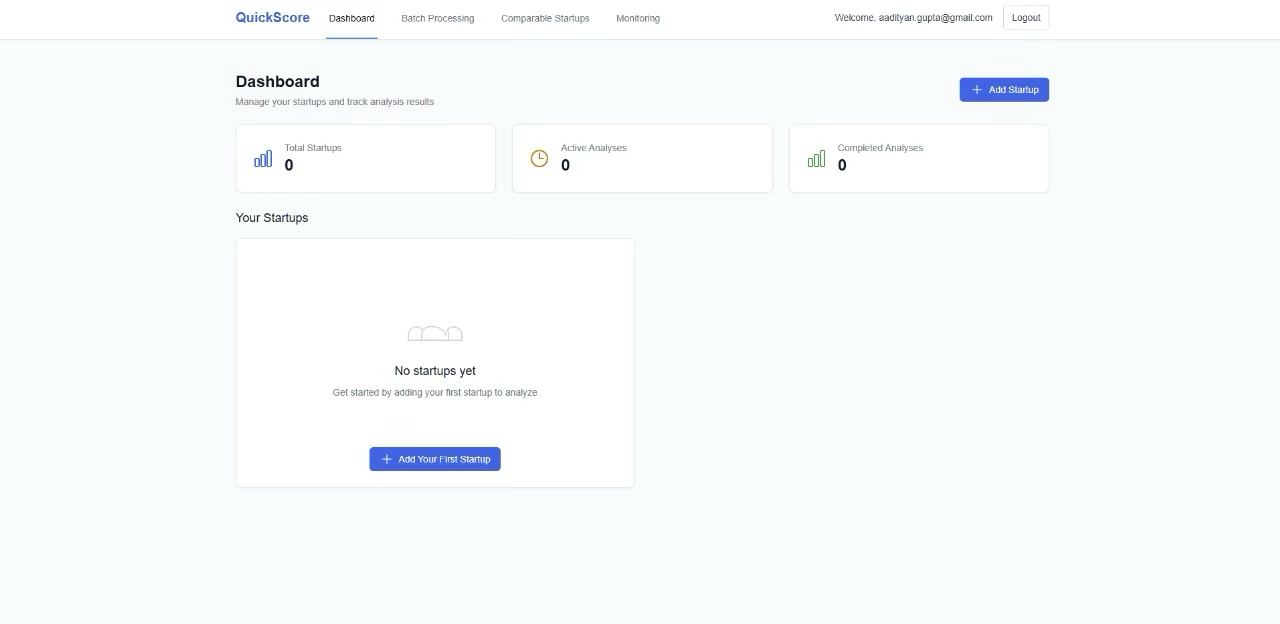 QuickScore Dashboard Batch Processing Comparable Startups Monitoring Welcome, aadityan.gupta@gmail.com Logout
Dashboard
Manage your startups and track analysis results
Add Startup
Total Startups
0
Active Analyses
0
Completed Analyses
0
Your Startups
No startups yet
Get started by adding your first startup to analyze
Add Your First Startup